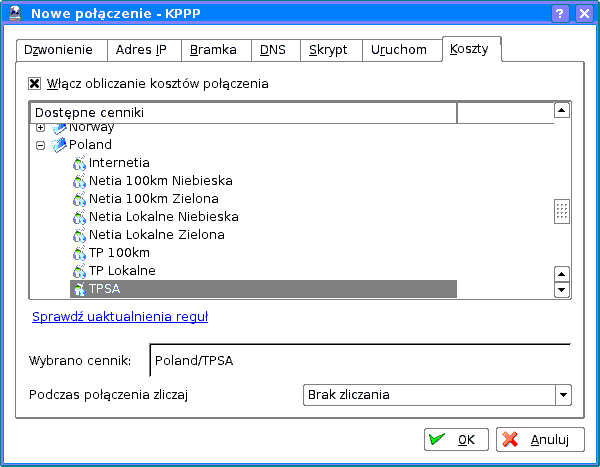 Nowe połączenie - KPPP
Dzwonienie Adres IP Bramka DNS Skrypt Uruchom Koszty
Włącz obliczanie kosztów połączenia
Dostępne cenniki
Norway
Poland
Internetia
Netia 100km Niebieska
Netia 100km Zielona
Netia Lokalne Niebieska
Netia Lokalne Zielona
TP 100km
TP Lokalne
TPSA
Sprawdź uaktualnienia reguł
Wybrano cennik: Poland/TPSA
Podczas połączenia zliczaj Brak zliczania
OK Anuluj